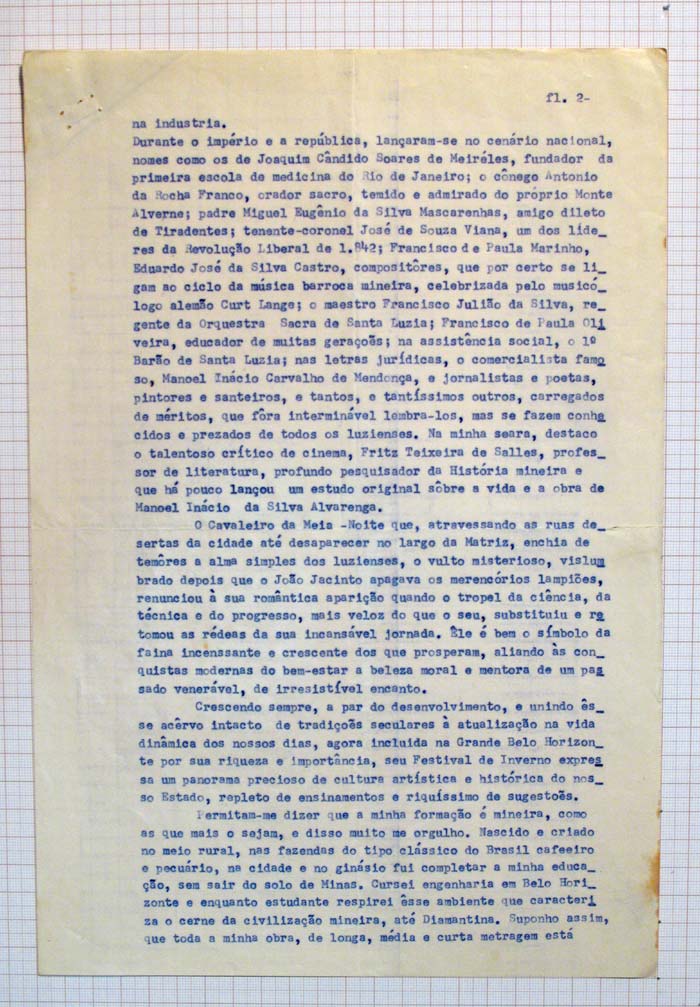 fl. 2-
na industria.
Durante o império e a república, lançaram-se no cenário nacional,
nomes como os de Joaquim Cândido Soares de Meiréles, fundador da
primeira escola de medicina do Rio de Janeiro; o cônego Antonio
da Rocha Franco, orador sacro, temido e admirado do próprio Monte
Alverne; padre Miguel Eugênio da Silva Mascarenhas, amigo dileto
de Tiradentes; tenente-coronel José de Souza Viana, um dos líde_
res da Revolução Liberal de 1.842; Francisco de Paula Marinho,
Eduardo José da Silva Castro, compositôres, que por certo se li_
gam ao ciclo da música barroca mineira, celebrizada pelo musicó_
logo alemão Curt Lange; o maestro Francisco Julião da Silva, re_
gente da Orquestra Sacra de Santa Luzia; Francisco de Paula Oli_
veira, educador de muitas geraçoẽs; na assistência social, o 1º
Barão de Santa Luzia; nas letras jurídicas, o comercialista famo_
so, Manoel Inácio Carvalho de Mendonça, e jornalistas e poetas,
pintores e santeiros, e tantos, e tantíssimos outros, carregados
de méritos, que fôra interminável lembra-los, mas se fazem conhe_
cidos e prezados de todos os luzienses. Na minha seara, destaco
o talentoso crítico de cinema, Fritz Teixeira de Salles, profes_
sor de literatura, profundo pesquisador da História mineira e
que há pouco lançou um estudo original sôbre a vida e a obra de
Manoel Inácio da Silva Alvarenga.
O Cavaleiro da Meia -Noite que, atravessando as ruas de_
sertas da cidade até desaparecer no largo da Matriz, enchia de
temôres a alma simples dos luzienses, o vulto misterioso, vislum_
brado depois que o João Jacinto apagava os merencórios lampiões,
renunciou à sua romântica aparição quando o tropel da ciência, da
técnica e do progresso, mais veloz do que o seu, substituiu e re_
tomou as rédeas da sua incansável jornada. Êle é bem o símbolo da
faina incenssante e crescente dos que prosperam, aliando às con_
quistas modernas do bem-estar a beleza moral e mentora de um pas_
sado venerável, de irresistível encanto.
Crescendo sempre, a par do desenvolvimento, e unindo ês_
se acêrvo intacto de tradiçoẽs seculares à atualização na vida
dinâmica dos nossos dias, agora incluida na Grande Belo Horizon_
te por sua riqueza e importância, seu Festival de Inverno expres_
sa um panorama precioso de cultura artística e histórica do nos_
so Estado, repleto de ensinamentos e riquíssimo de sugestoẽs.
Permitam-me dizer que a minha formação é mineira, como
as que mais o sejam, e disso muito me orgulho. Nascido e criado
no meio rural, nas fazendas do tipo clássico do Brasil cafeeiro
e pecuário, na cidade e no ginásio fui completar a minha educa_
ção, sem sair do solo de Minas. Cursei engenharia em Belo Hori_
zonte e enquanto estudante respirei êsse ambiente que caracteri_
za o cerne da civilização mineira, até Diamantina. Suponho assim,
que toda a minha obra, de longa, média e curta metragem está